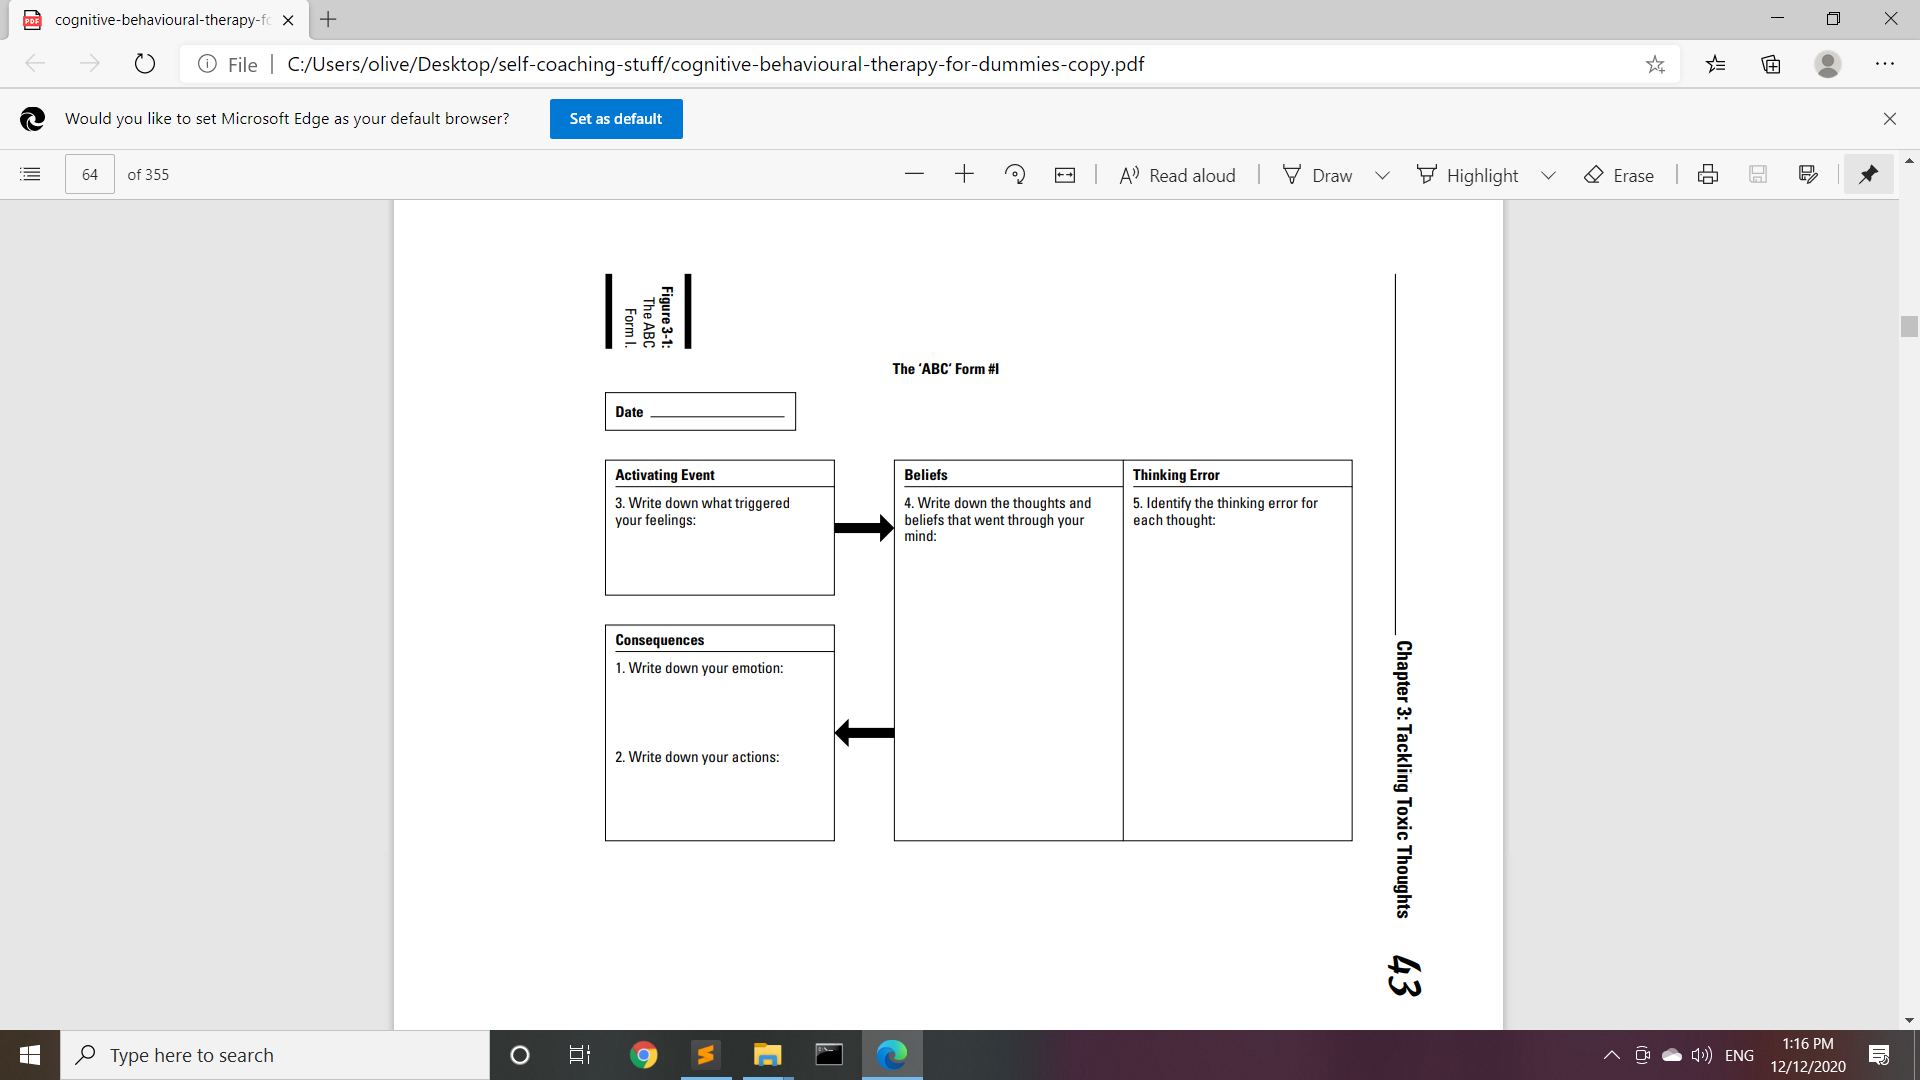 cognitive-behavioural-therapy-fo
File
C:/Users/olive/Desktop/self-coaching-stuff/cognitive-behavioural-therapy-for-dummies-copy.pdf
Would you like to set Microsoft Edge as your default browser?
Set as default
64 of 355
Read aloud
Draw
Highlight
Erase
Figure 3-1:
The ABC
Form I.
The ‘ABC’ Form #I
Date
Activating Event
3. Write down what triggered
your feelings:
Beliefs
4. Write down the thoughts and
beliefs that went through your
mind:
Thinking Error
5. Identify the thinking error for
each thought:
Consequences
1. Write down your emotion:
2. Write down your actions:
Chapter 3: Tackling Toxic Thoughts 43
Type here to search
ENG
1:16 PM
12/12/2020